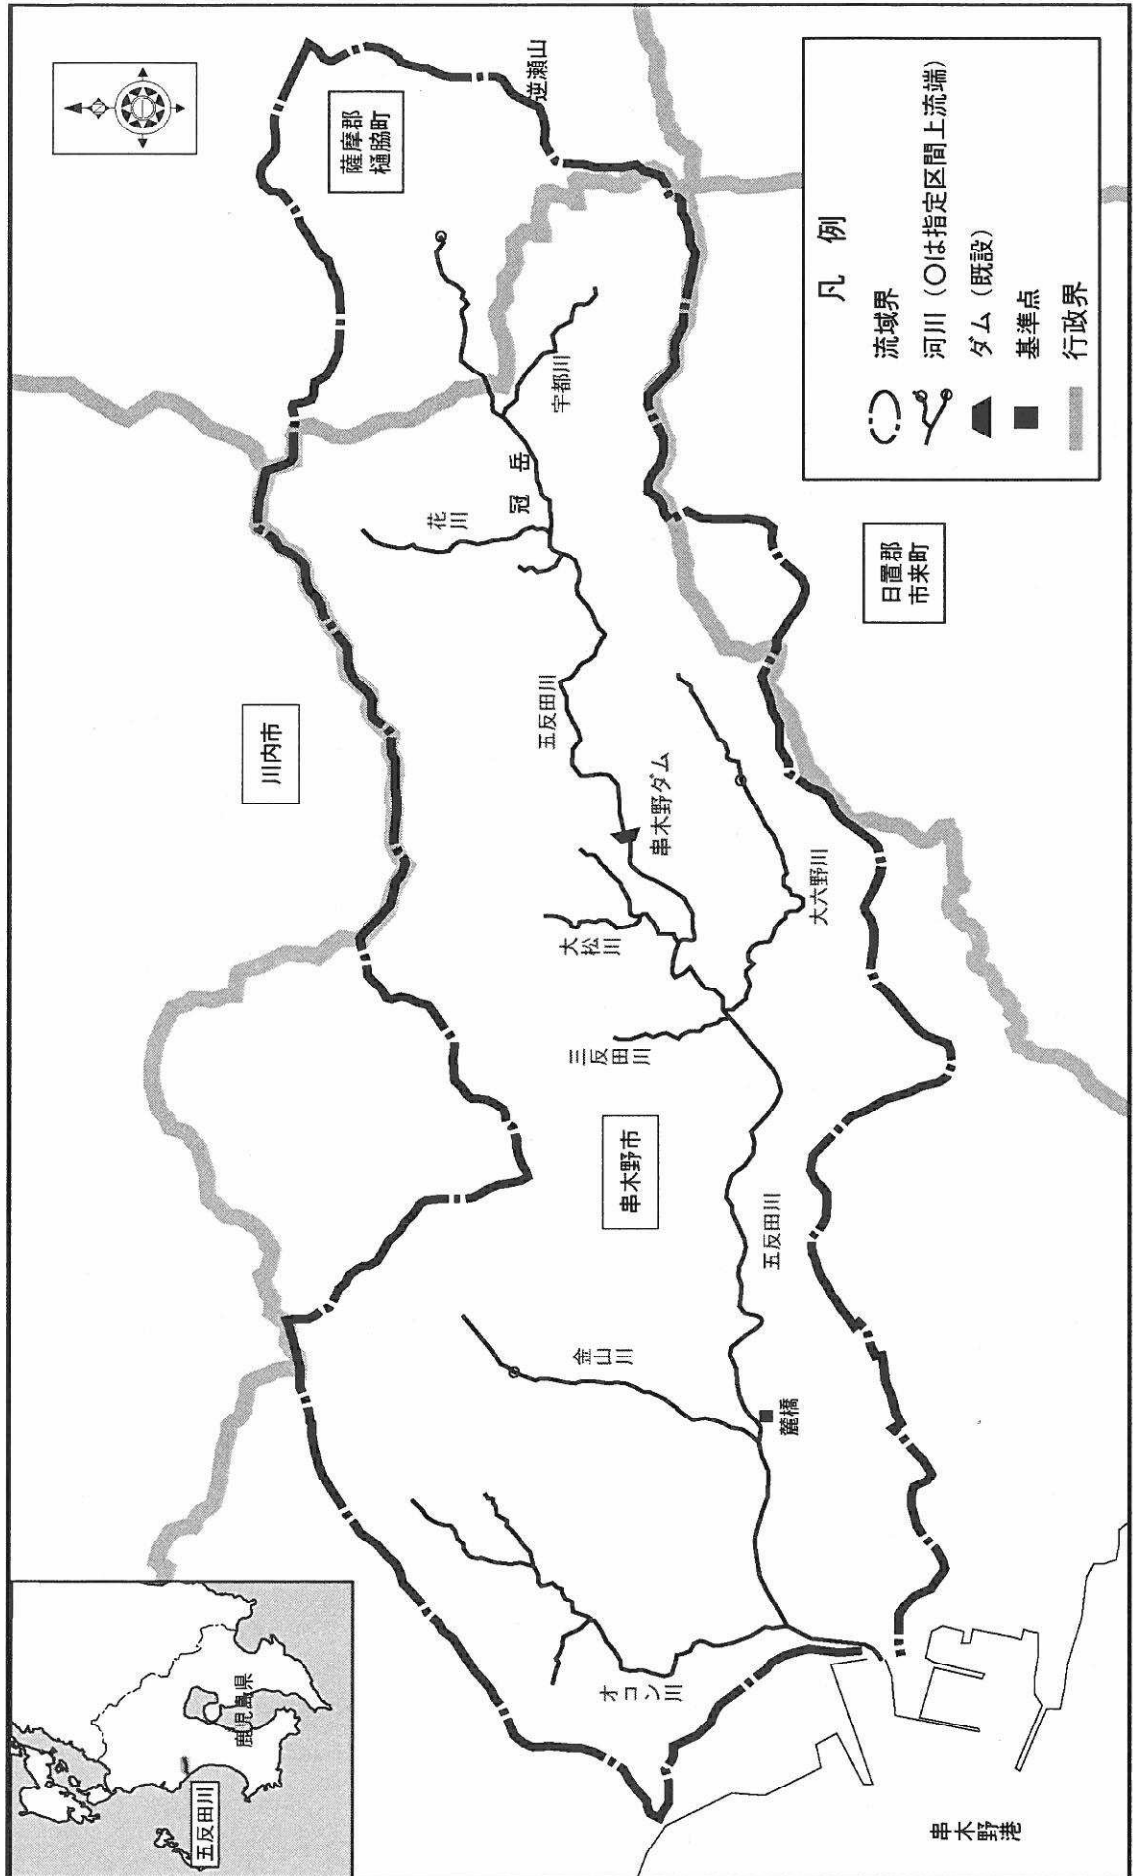 薩摩郡
樋脇町
逆瀬山
凡例
流域界
河川（〇は指定区間上流端）
ダム（既設）
基準点
行政界
宇都川
冠岳
花川
日置郡
市来町
川内市
五反田川
串木野ダム
大松川
大六野川
三反田川
串木野市
五反田川
金山川
麓橋
オコン川
鹿児島県
五反田川
串木野港